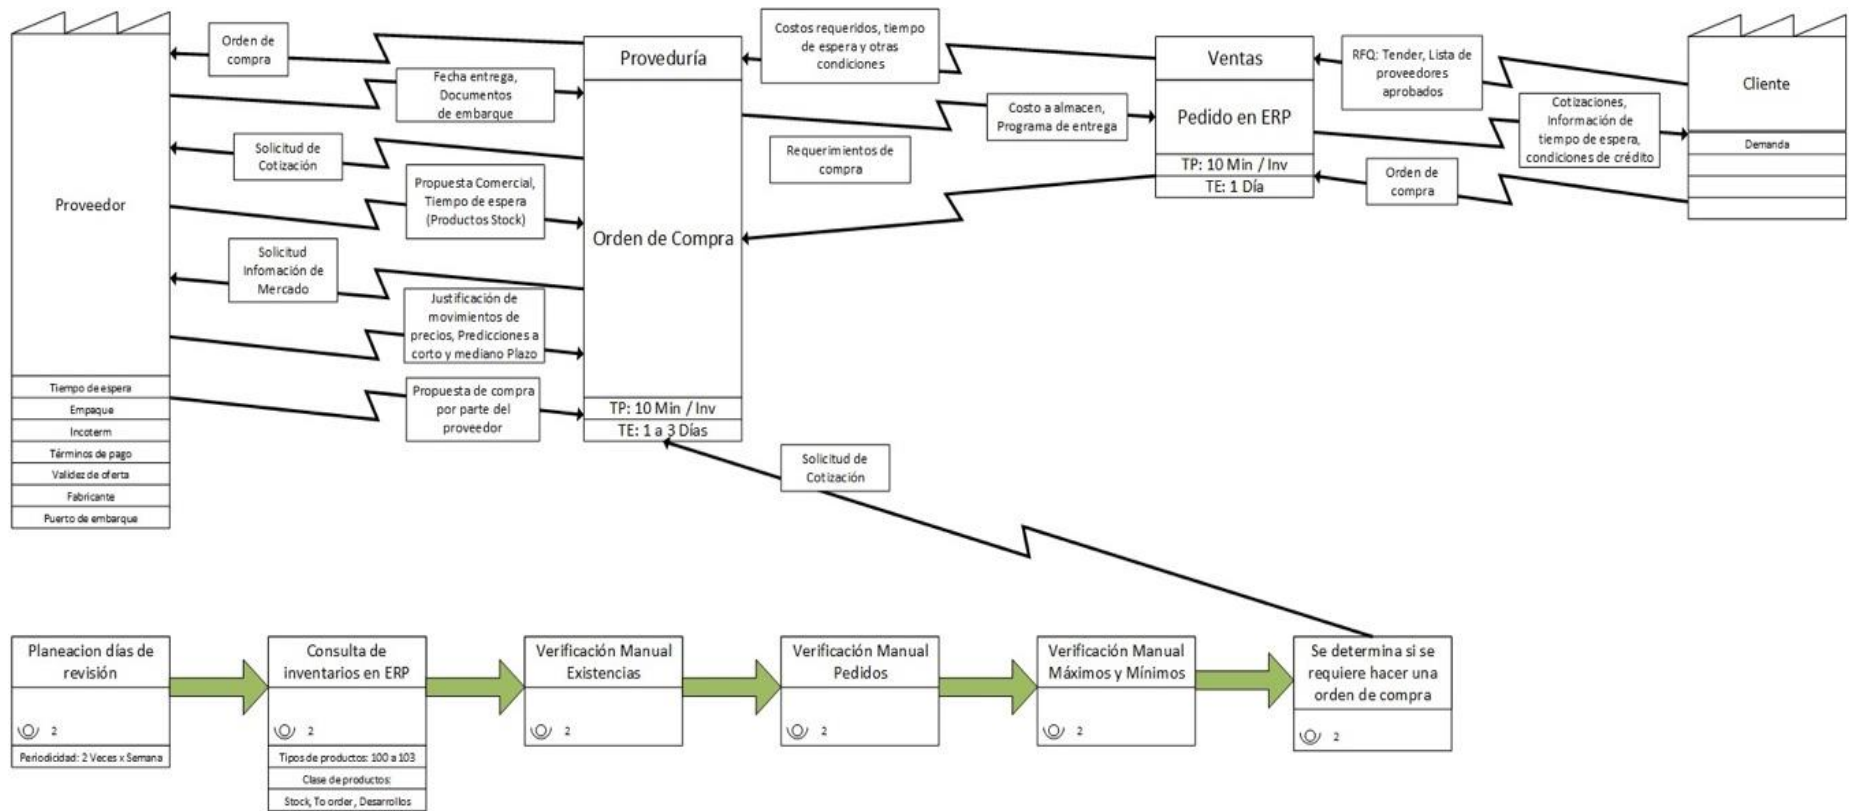 Proveedor
Tiempo de espera
Empaque
Incoterm
Términos de pago
Validez de oferta
Fabricante
Puerto de embarque
Orden de
compra
Fecha entrega,
Documentos
de embarque
Solicitud de
Cotización
Propuesta Comercial,
Tiempo de espera
(Productos Stock)
Solicitud
Infomación de
Mercado
Justificación de
movimientos de
precios, Predicciones a
corto y mediano Plazo
Propuesta de compra
por parte del
proveedor
Proveduría
Orden de Compra
TP: 10 Min / Inv
TE: 1 a 3 Días
Costos requeridos, tiempo
de espera y otras
condiciones
Costo a almacen,
Programa de entrega
Requerimientos de
compra
Ventas
Pedido en ERP
TP: 10 Min / Inv
TE: 1 Día
RFQ: Tender, Lista de
proveedores
aprobados
Cotizaciones,
Información de
tiempo de espera,
condiciones de crédito
Orden de
compra
Cliente
Demanda
Solicitud de
Cotización
Planeacion días de
revisión
2
Periodicidad: 2 Veces x Semana
Consulta de
inventarios en ERP
2
Tipos de productos: 100 a 103
Clase de productos:
Stock, To order, Desarrollos
Verificación Manual
Existencias
2
Verificación Manual
Pedidos
2
Verificación Manual
Máximos y Mínimos
2
Se determina si se
requiere hacer una
orden de compra
2